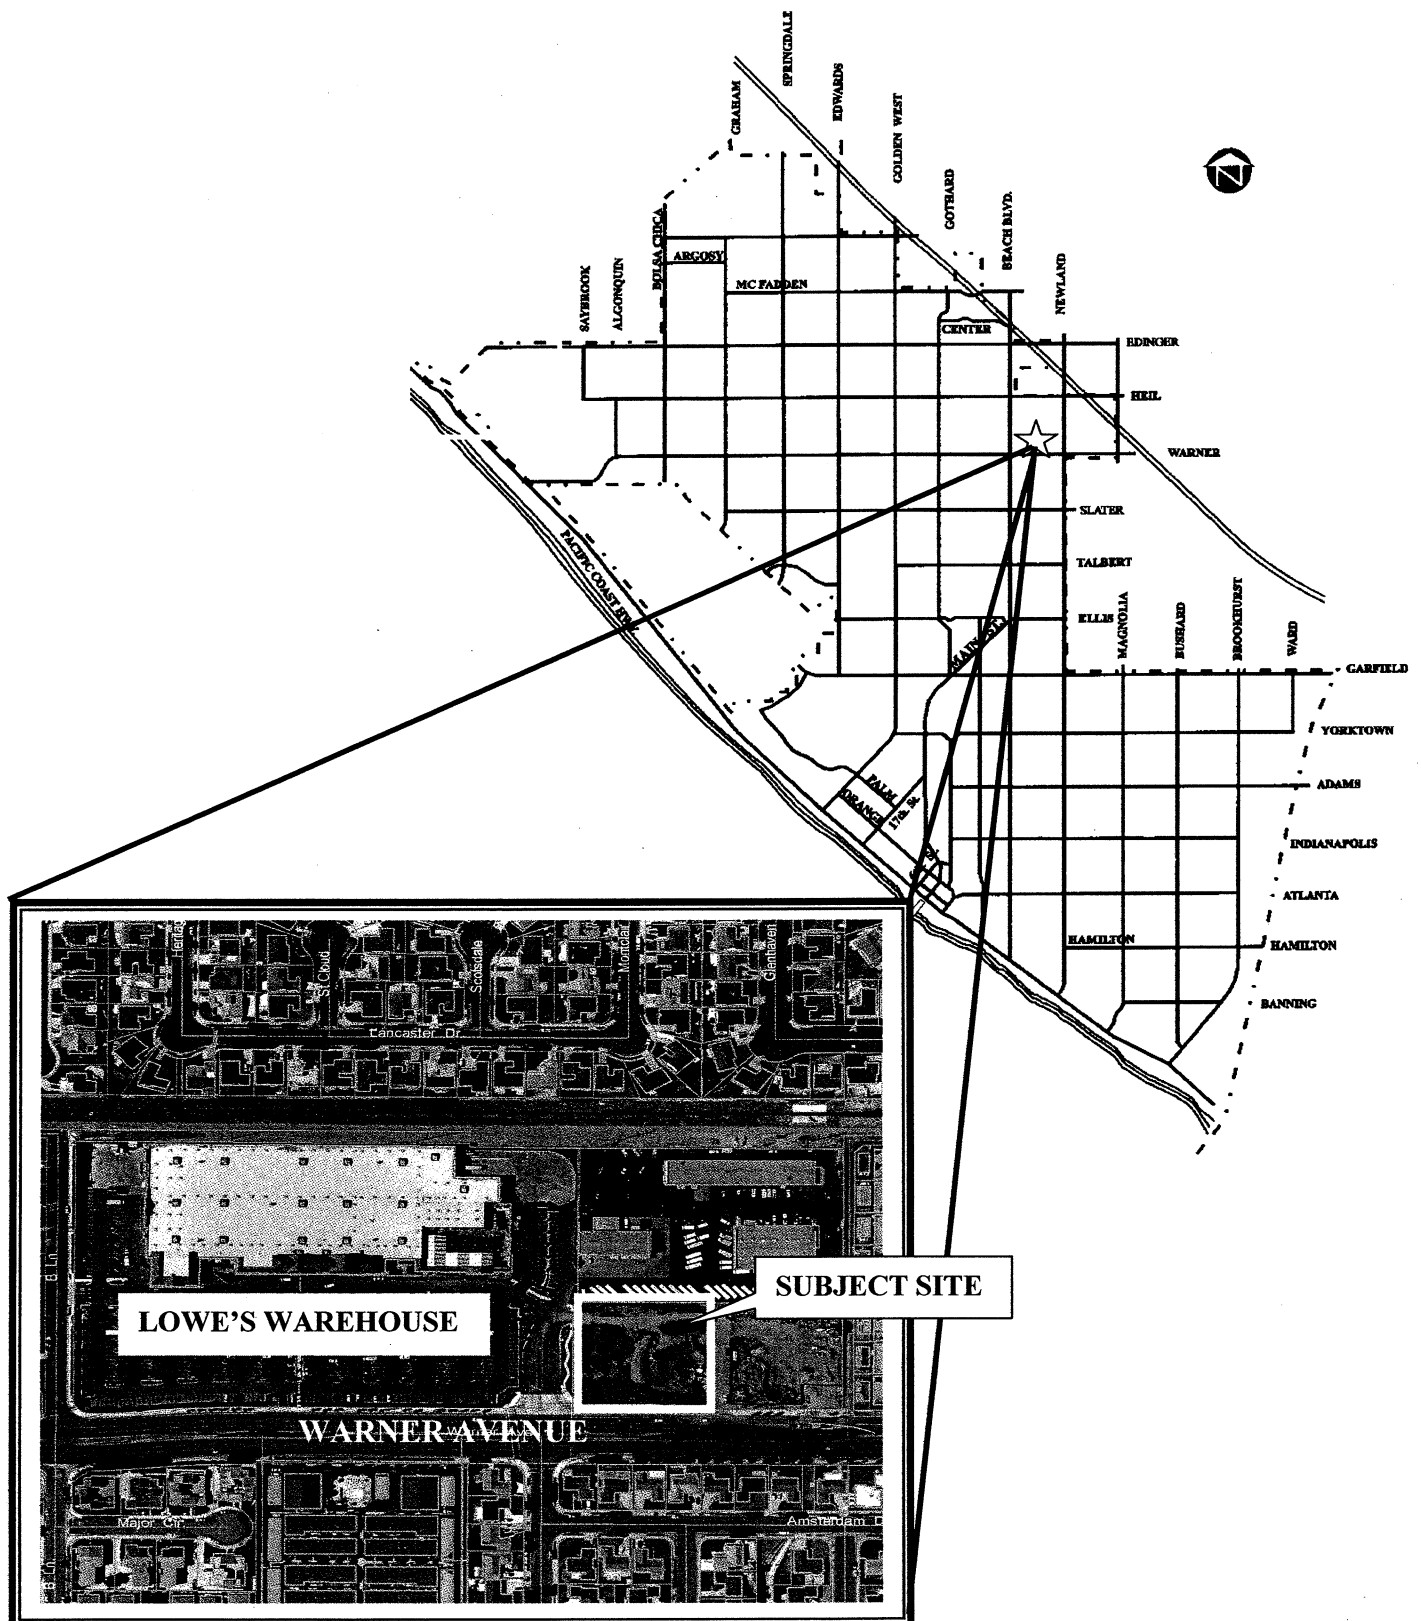 SPRINGDALE
GRAHAM
EDWARDS
GOLDEN WEST
GOTHARD
BEACH BLVD.
NEWLAND
BOLSA CHICA
ALGONQUIN
SAYBROOK
N
ARGOSY
MC FADDEN
CENTER
EDINGER
HEIL
WARNER
SLATER
PACIFIC COAST HWY.
TALBERT
ELLIS
MAIN ST.
MAGNOLIA
BUSHARD
BROOKHURST
WARD
GARFIELD
YORKTOWN
PALM
ORANGE
17th. St
ADAMS
INDIANAPOLIS
ATLANTA
HAMILTON
HAMILTON
BANNING
St Cloud
Scotsdale
Montclair
Glenhaven
Lancaster Dr
B Ln
SUBJECT SITE
LOWE'S WAREHOUSE
WARNER AVENUE
Major Cir
Amsterdam D
B Ln